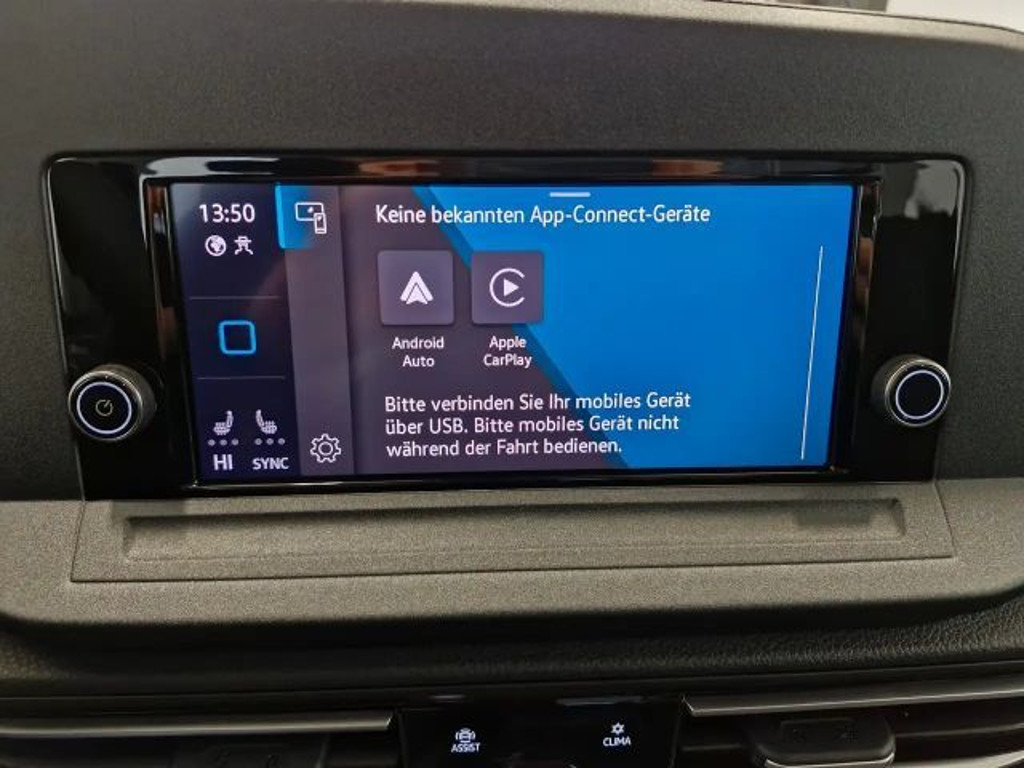 13:50
Keine bekannten App-Connect-Geräte
Android
Auto
Apple
CarPlay
Bitte verbinden Sie Ihr mobiles Gerät
über USB. Bitte mobiles Gerät nicht
während der Fahrt bedienen.
HI
SYNC
ASSIST
CLIMA